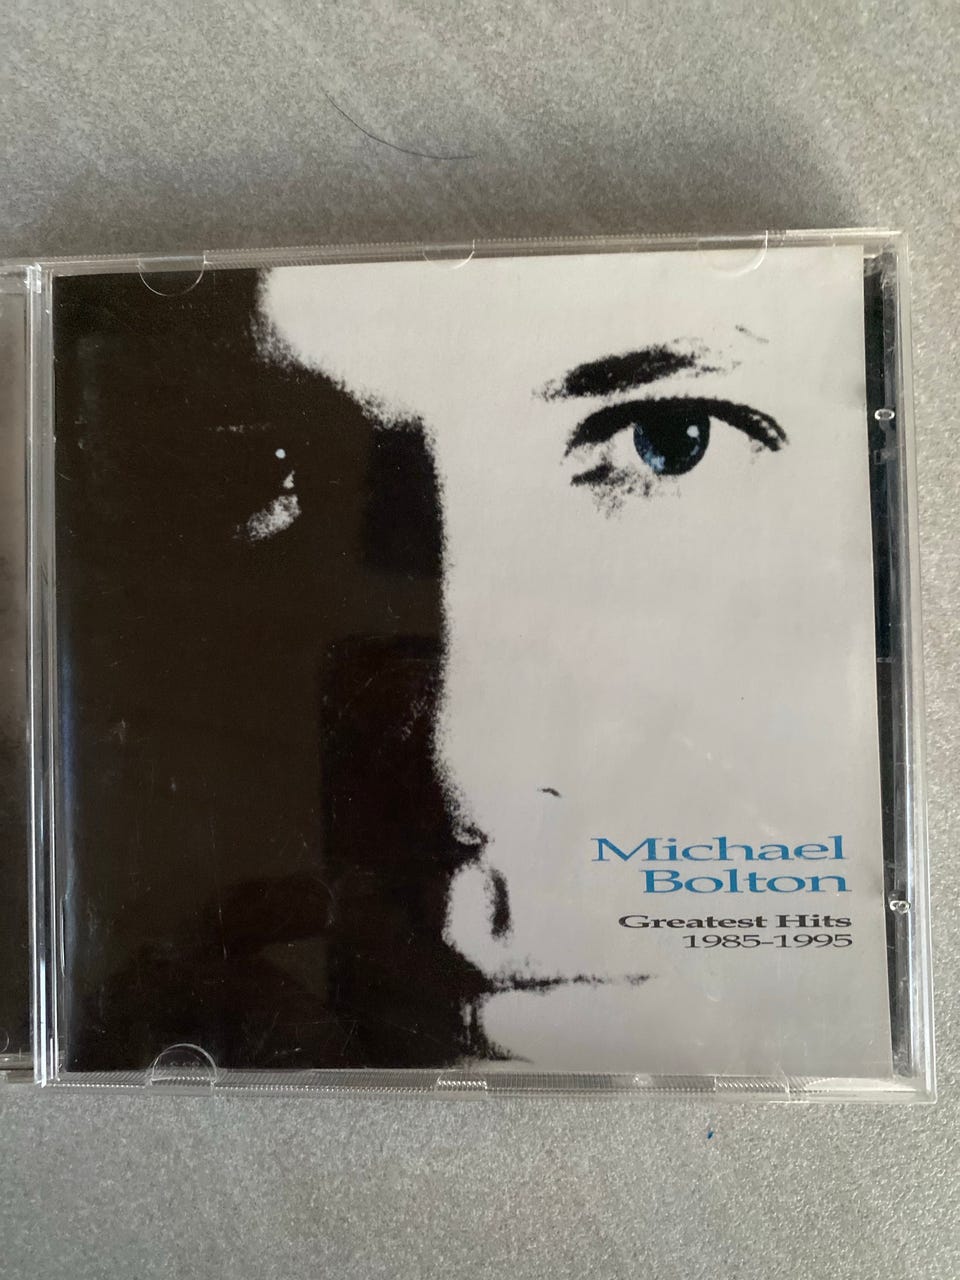 Michael
Bolton
Greatest Hits
1985-1995